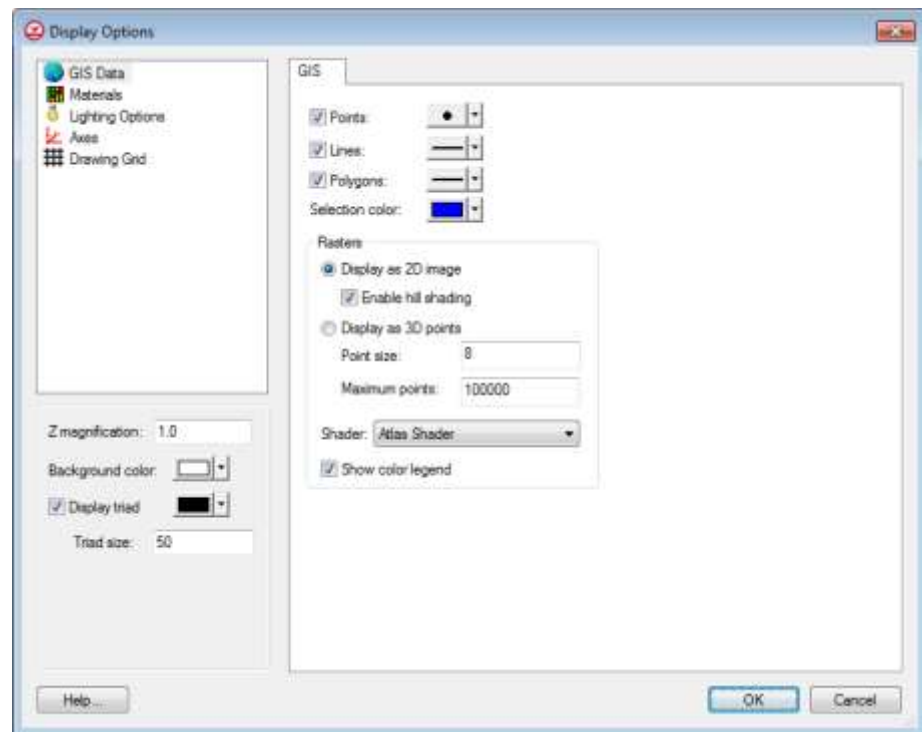 Display Options
GIS Data
Materials
Lighting Options
Axes
Drawing Grid
Z magnification: 1.0
Background color:
Display triad
Triad size: 50
GIS
Points:
Lines:
Polygons:
Selection color:
Rasters
Display as 2D image
Enable hill shading
Display as 3D points
Point size: 8
Maximum points: 100000
Shader: Atlas Shader
Show color legend
Help...
OK
Cancel